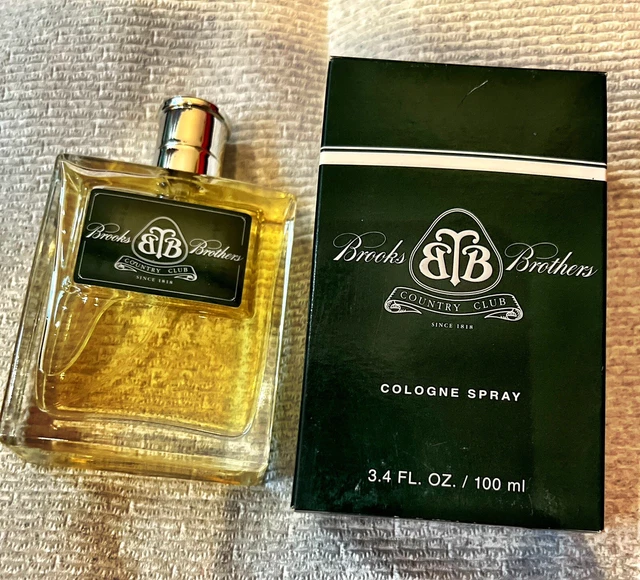 Brooks BB Brothers
COUNTRY CLUB
SINCE 1818
Brooks BB Brothers
COUNTRY CLUB
SINCE 1818
COLOGNE SPRAY
3.4 FL. OZ. / 100 ml